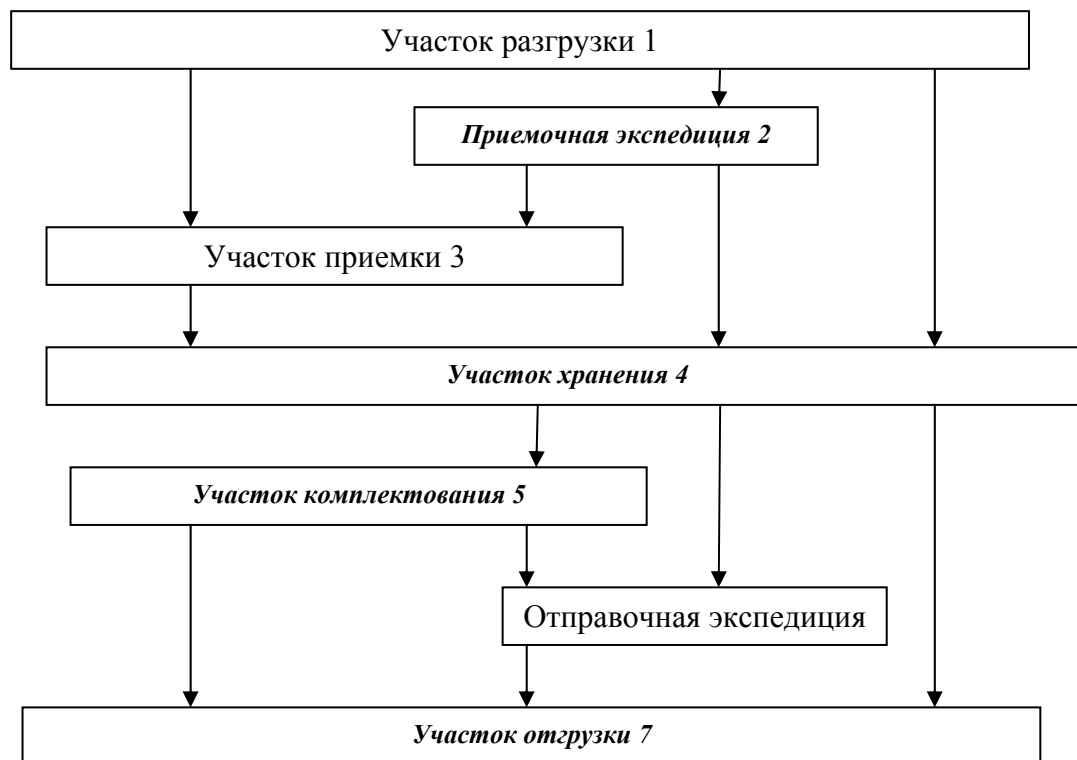 Участок разгрузки 1
Приемочная экспедиция 2
Участок приемки 3
Участок хранения 4
Участок комплектования 5
Отправочная экспедиция
Участок отгрузки 7